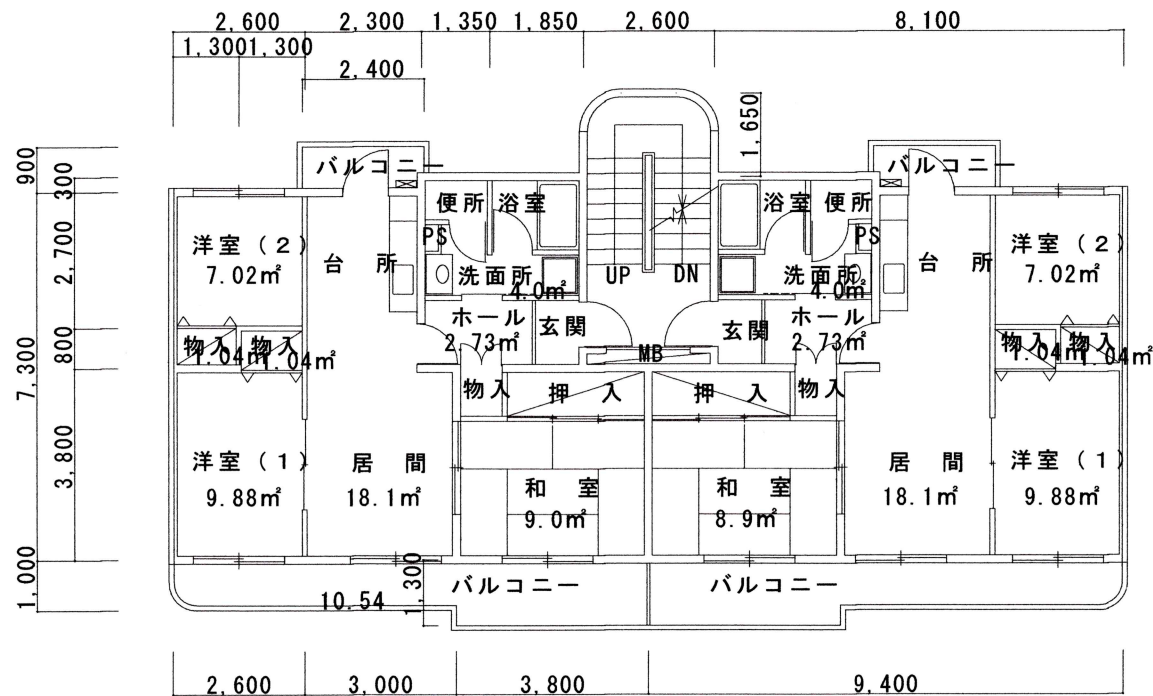 2,600 2,300 1,350 1,850 2,600 8,100
1,300 1,300
2,400
1,650
900
300
2,700
800
7,300
3,800
1,000
バルコニー バルコニー
便所 浴室 浴室 便所
PS PS
洋室(2) 台所 台所 洋室(2)
7.02㎡ 7.02㎡
洗面所 UP DN 洗面所
4.0㎡ 4.0㎡
ホール 玄関 玄関 ホール
2.73㎡ 2.73㎡
物入 物入 MB 物入 物入
1.04㎡ 1.04㎡ 1.04㎡ 1.04㎡
物入 押入 押入 物入
洋室(1) 居間 和室 和室 居間 洋室(1)
9.88㎡ 18.1㎡ 9.0㎡ 8.9㎡ 18.1㎡ 9.88㎡
1,300
バルコニー バルコニー
10.54
2,600 3,000 3,800 9,400